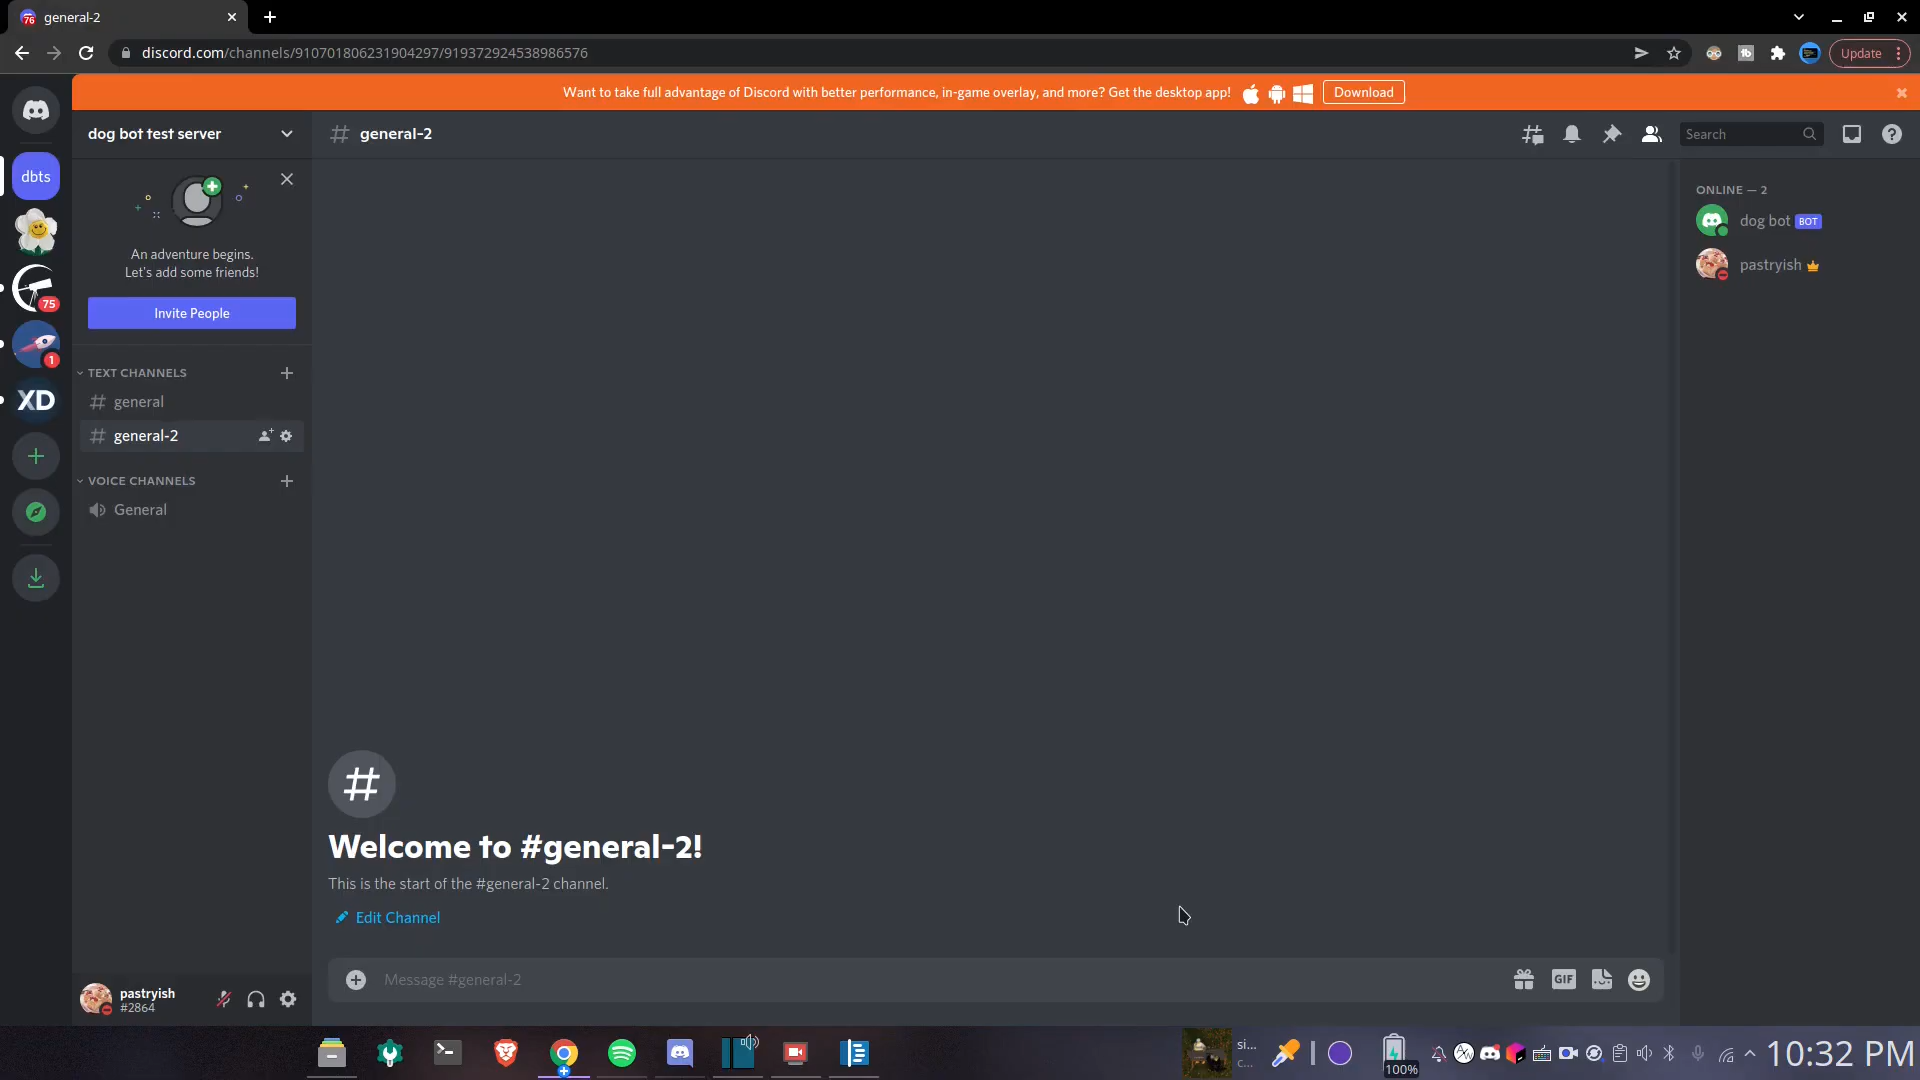 76
general-2
discord.com/channels/910701806231904297/919372924538986576
Update
Want to take full advantage of Discord with better performance, in-game overlay, and more? Get the desktop app!
Download
dog bot test server
general-2
Search
dbts
75
1
XD
An adventure begins.
Let's add some friends!
Invite People
TEXT CHANNELS
general
general-2
VOICE CHANNELS
General
ONLINE — 2
dog bot BOT
pastryish
Welcome to #general-2!
This is the start of the #general-2 channel.
Edit Channel
Message #general-2
GIF
pastryish
#2864
si...
c...
100%
10:32 PM